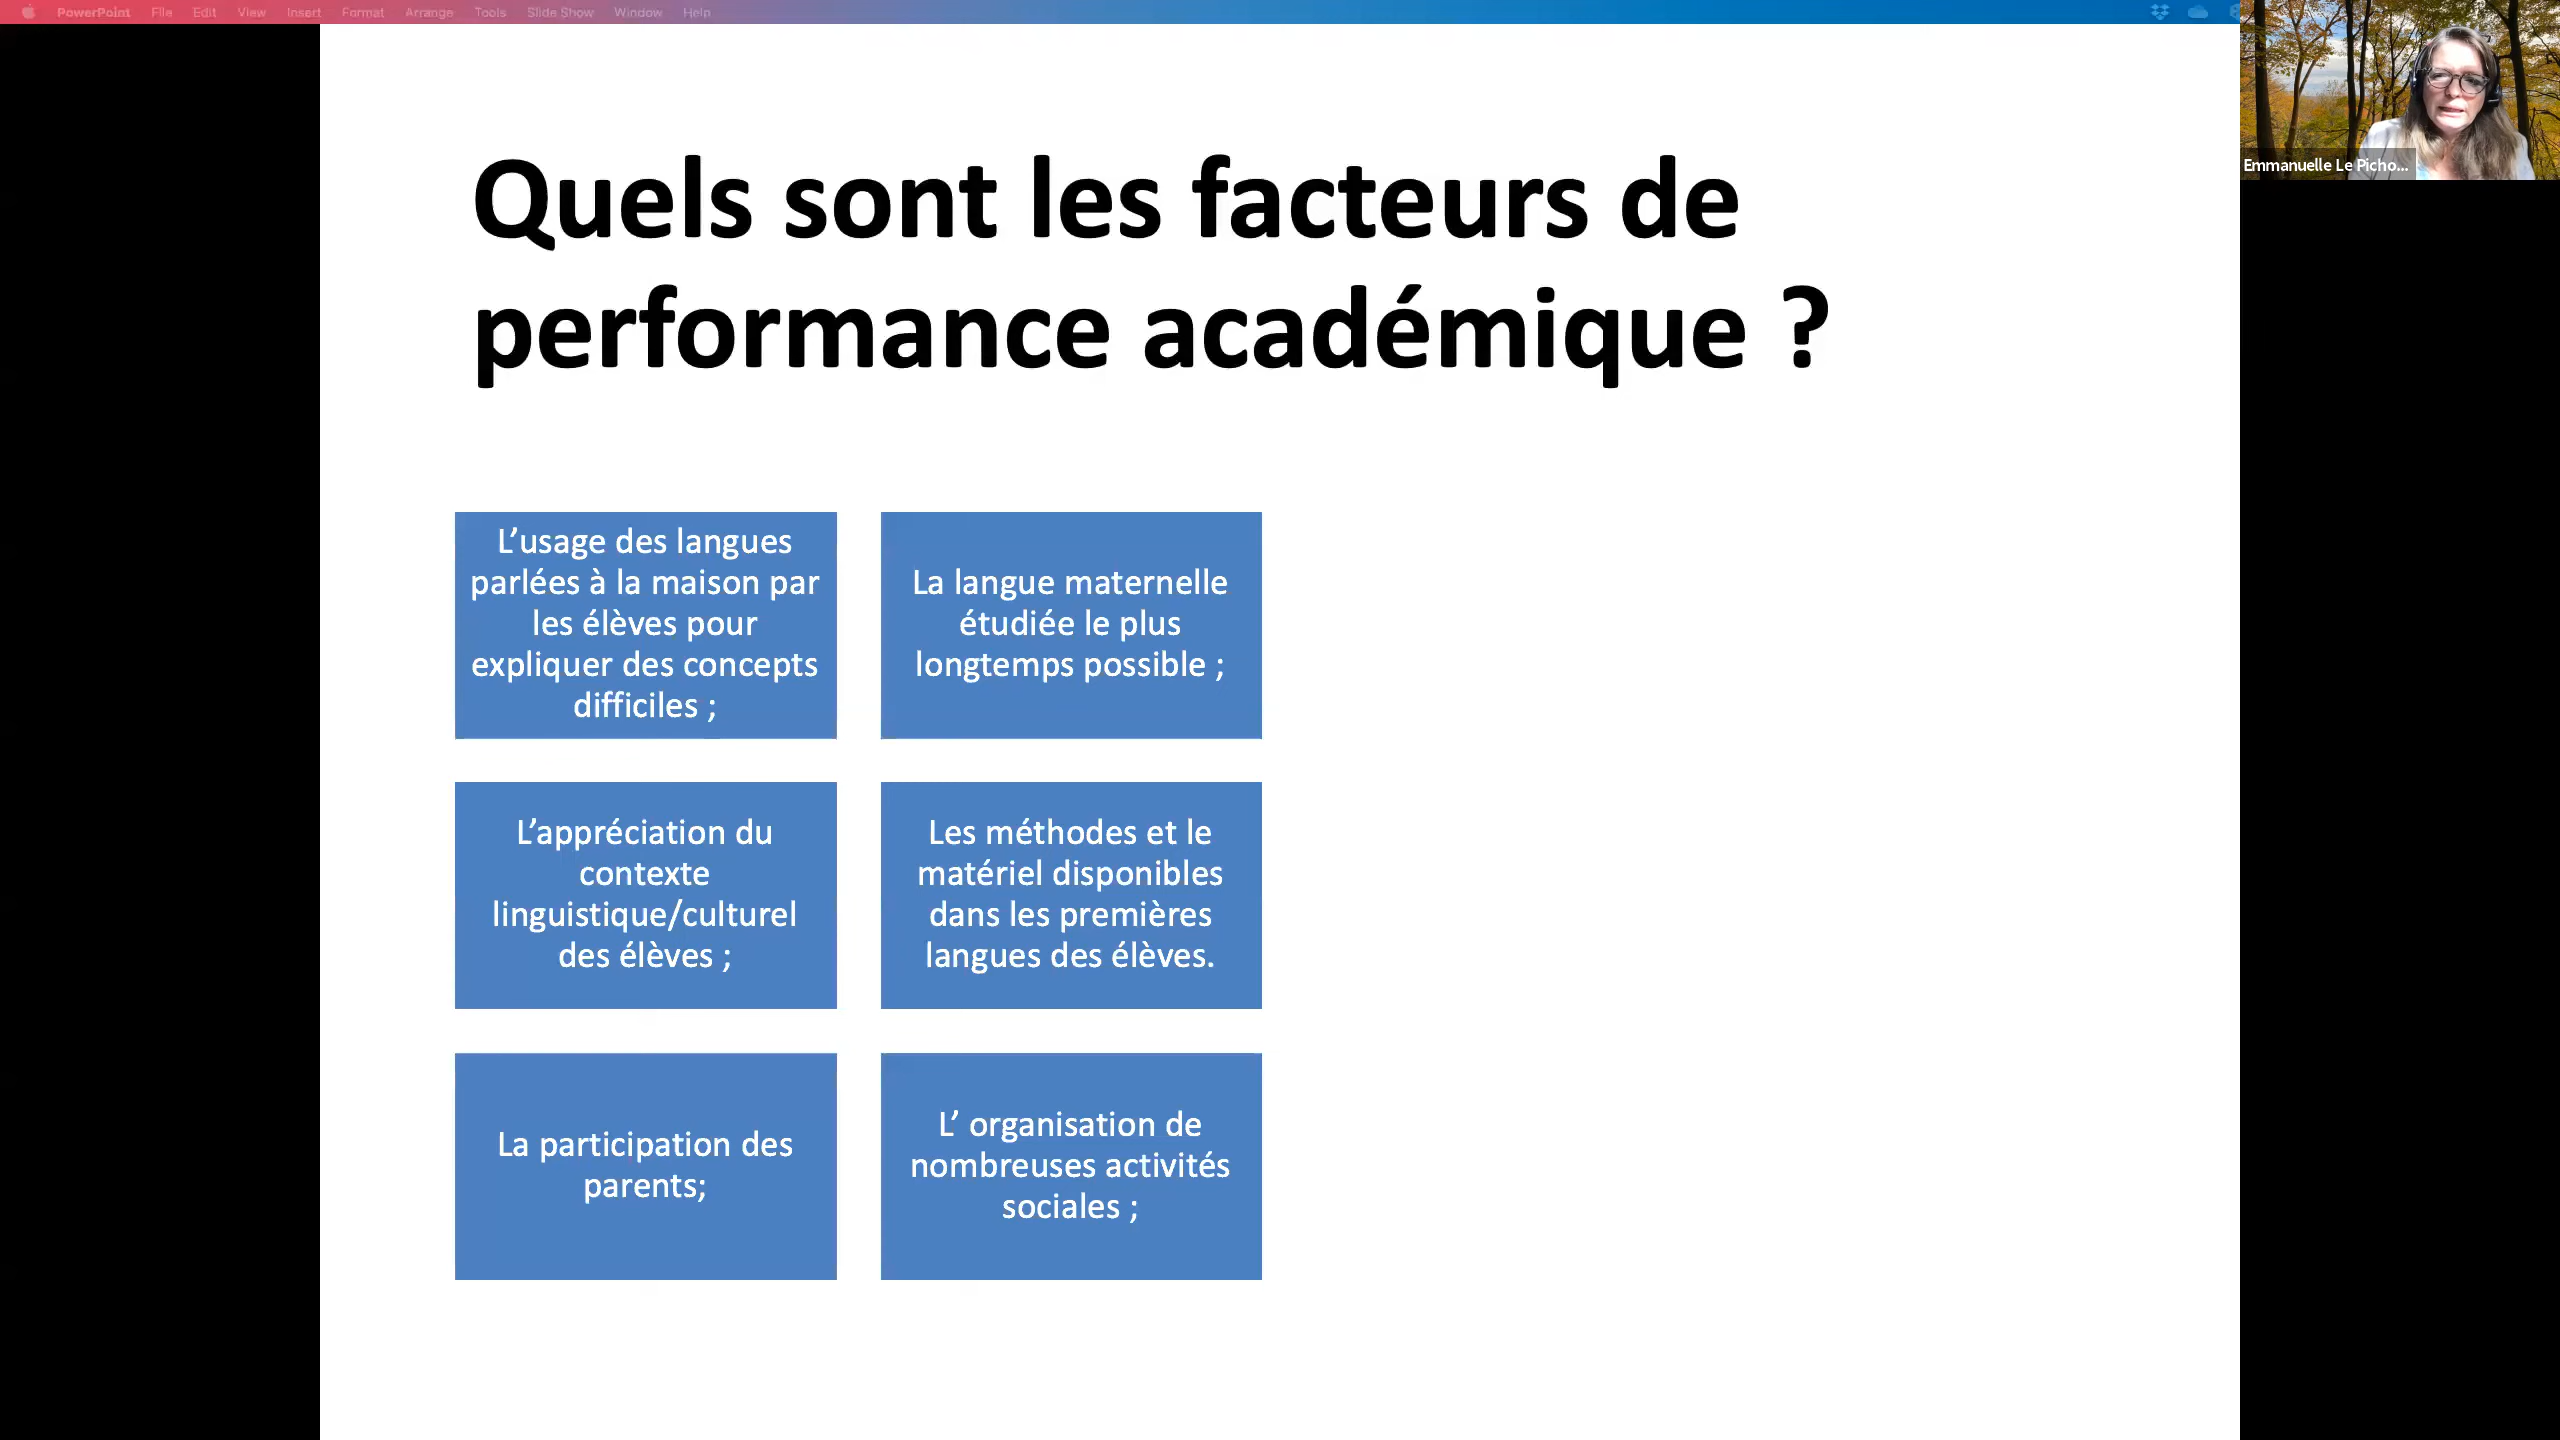 PowerPoint File Edit View Insert Format Arrange Tools Slide Show Window Help
Emmanuelle Le Picho...
Quels sont les facteurs de
performance académique ?
L’usage des langues
parlées à la maison par
les élèves pour
expliquer des concepts
difficiles ;
La langue maternelle
étudiée le plus
longtemps possible ;
L’appréciation du
contexte
linguistique/culturel
des élèves ;
Les méthodes et le
matériel disponibles
dans les premières
langues des élèves.
La participation des
parents;
L’ organisation de
nombreuses activités
sociales ;